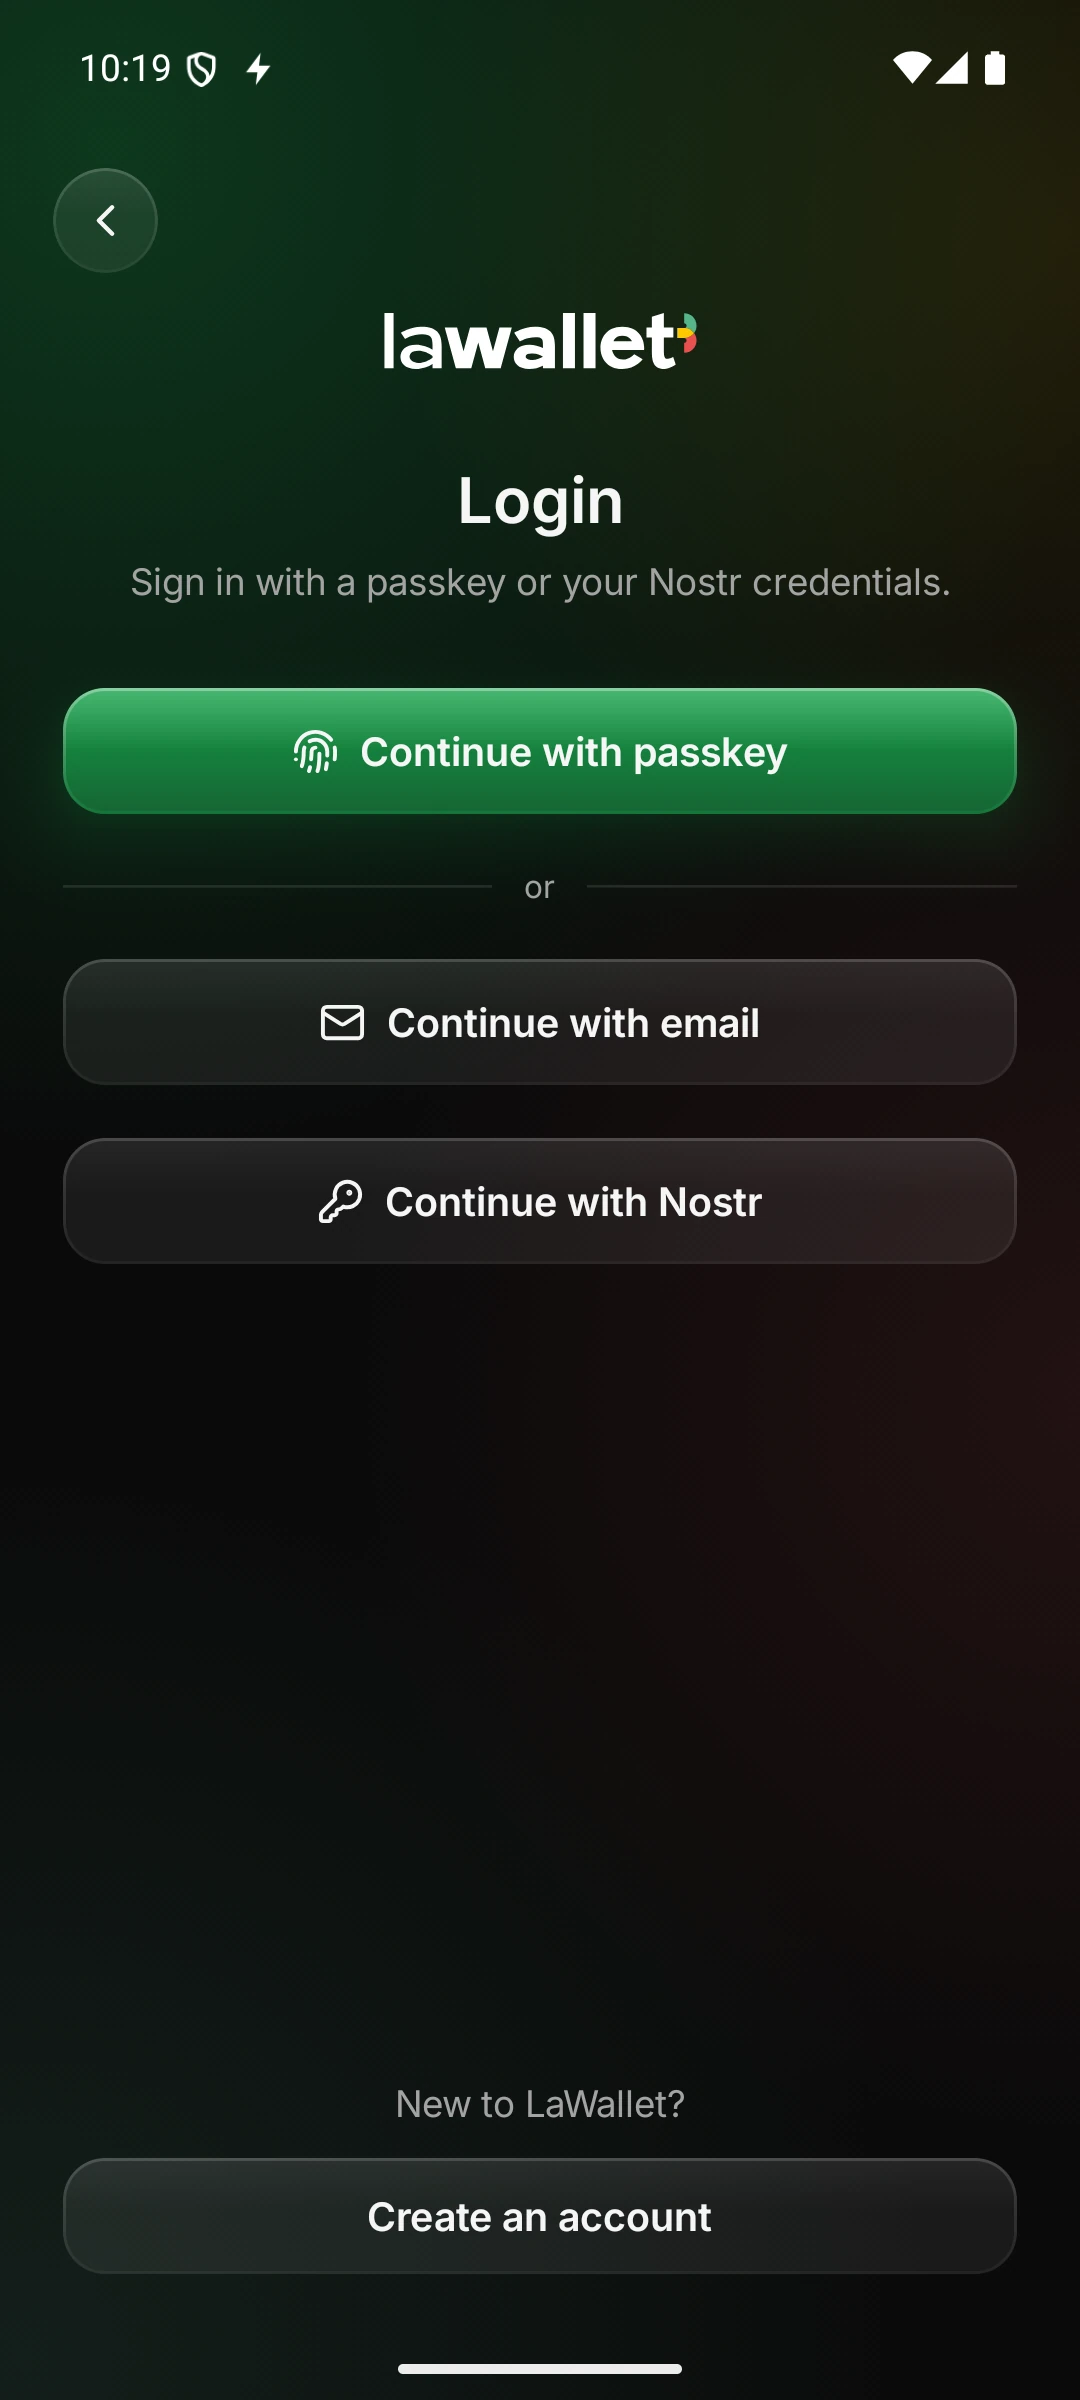 10:19
lawallet
Login
Sign in with a passkey or your Nostr credentials.
Continue with passkey
or
Continue with email
Continue with Nostr
New to LaWallet?
Create an account